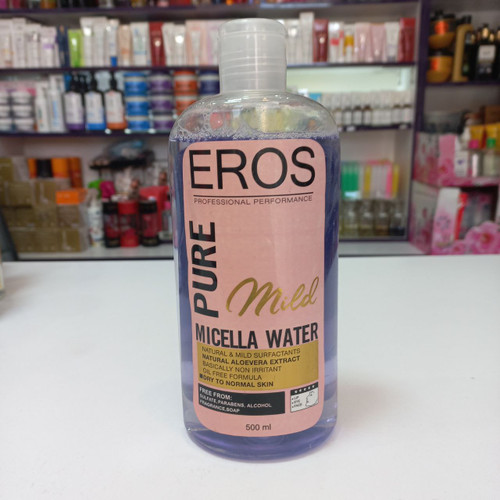 EROS
PROFESSIONAL PERFORMANCE
PURE
Mild
MICELLA WATER
NATURAL & MILD SURFACTANTS
NATURAL ALOEVERA EXTRACT
BASICALLY NON IRRITANT
OIL FREE FORMULA
DRY TO NORMAL SKIN
FREE FROM:
SULFATE, PARABENS, ALCOHOL
FRAGRANCE, SOAP
500 ml